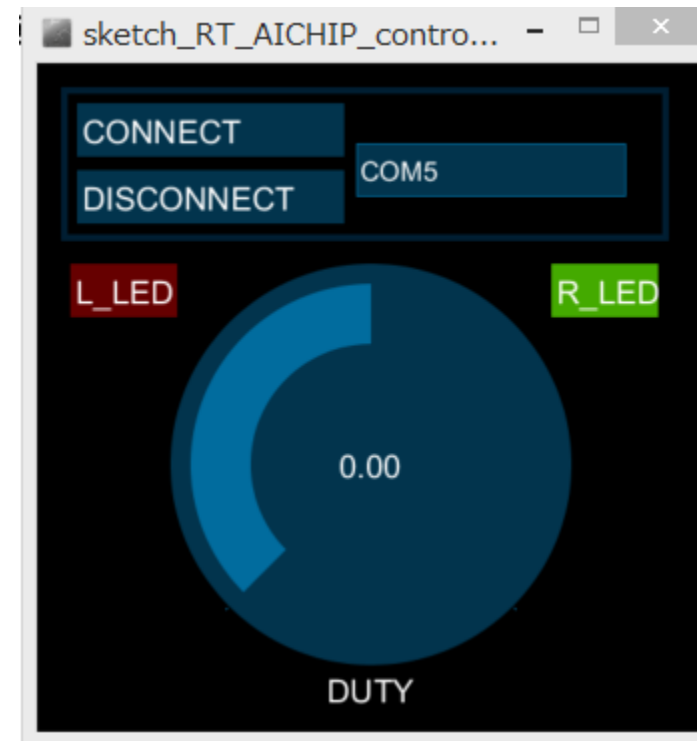 sketch_RT_AICHIP_contro...
CONNECT
COM5
DISCONNECT
L_LED
R_LED
0.00
DUTY